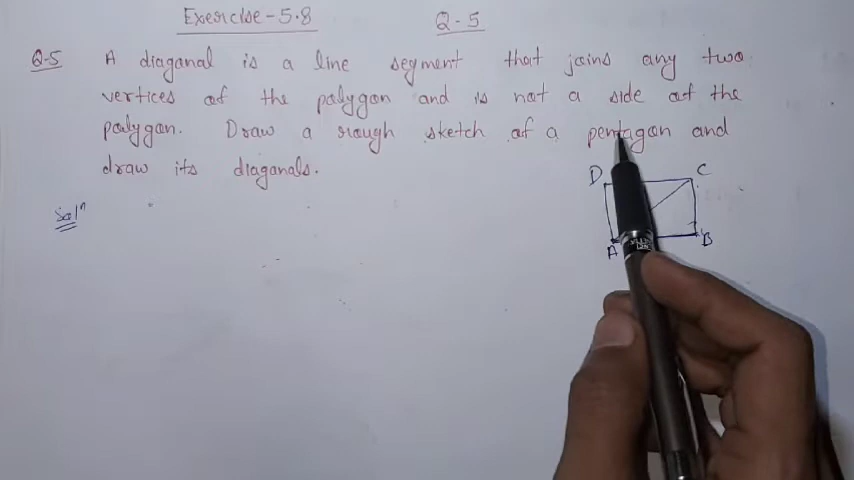 Exercise-5.8 Q-5
Q-5 A diagonal is a line segment that joins any two
vertices of the polygon and is not a side of the
polygon. Draw a rough sketch of a pentagon and
draw its diagonals.
D C
Solⁿ
A B